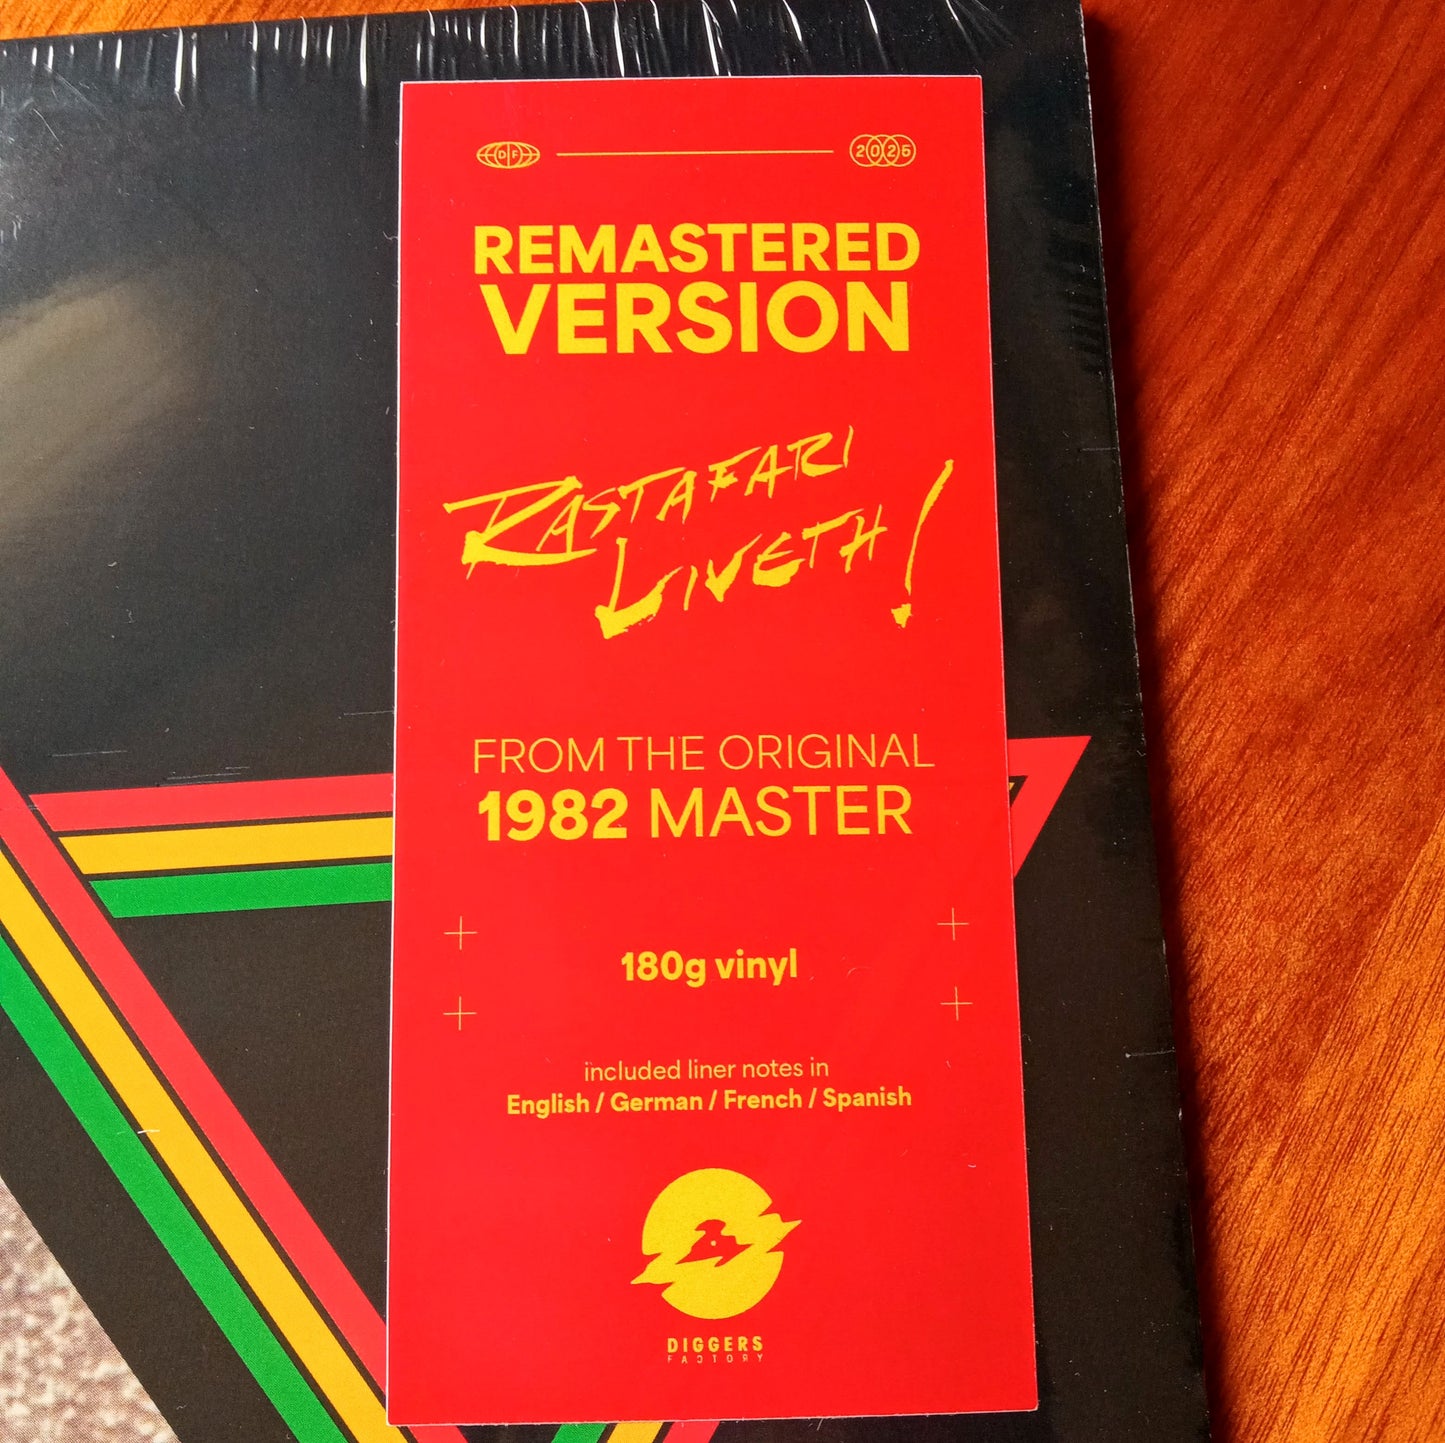 DF
2025
REMASTERED
VERSION
RASTAFARI
LIVETH!
FROM THE ORIGINAL
1982 MASTER
180g vinyl
included liner notes in
English / German / French / Spanish
DIGGERS
FACTORY